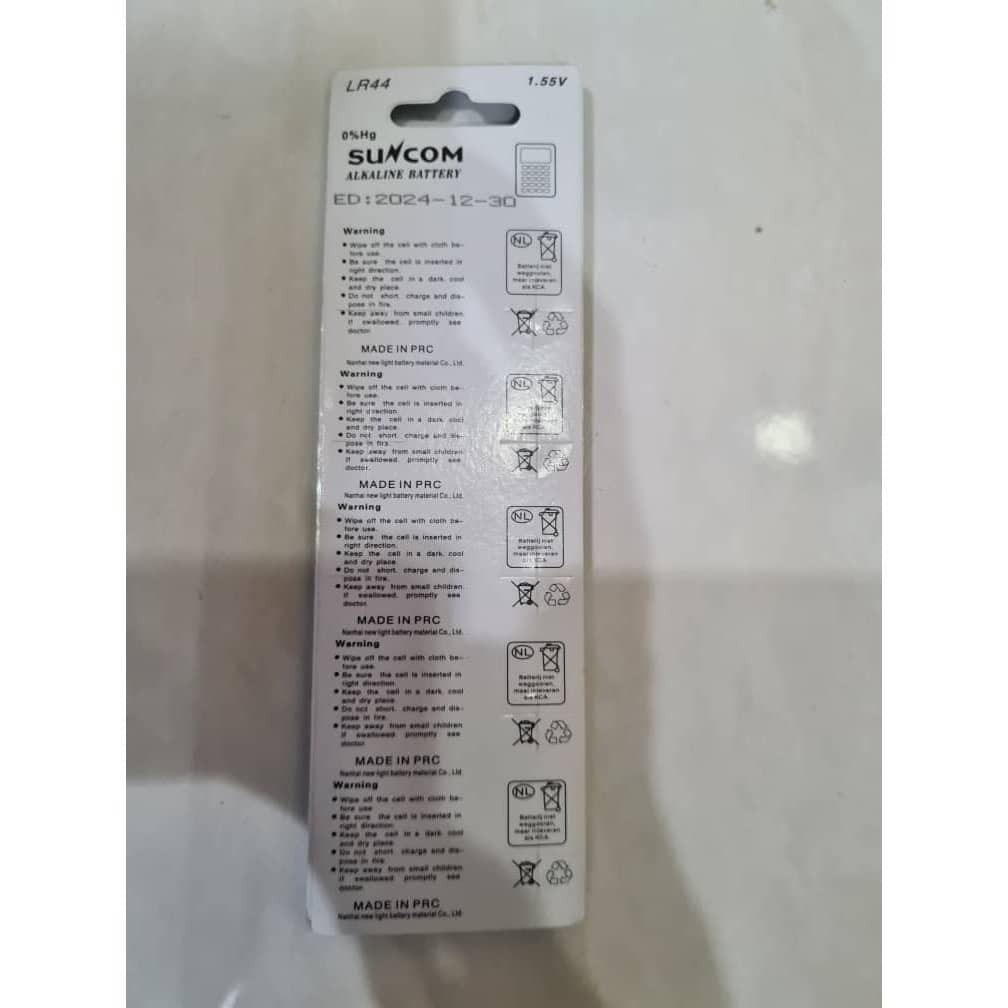 LR44 1.55V
0%Hg
SUNCOM
ALKALINE BATTERY
ED:2024-12-30
Warning
• Wipe off the cell with cloth be-
fore use.
• Be sure the cell is inserted in
right direction.
• Keep the cell in a dark, cool
and dry place.
• Do not short, charge and dis-
pose in fire.
• Keep away from small children.
If swallowed, promptly see
doctor.
NL
Batterij niet
weggooien,
maar inleveren
als KCA.
MADE IN PRC
Nanhai new light battery material Co., Ltd.
Warning
• Wipe off the cell with cloth be-
fore use.
• Be sure the cell is inserted in
right direction.
• Keep the cell in a dark, cool
and dry place.
• Do not short, charge and dis-
pose in fire.
• Keep away from small children.
If swallowed, promptly see
doctor.
NL
als KCA.
MADE IN PRC
Nanhai new light battery material Co., Ltd.
Warning
• Wipe off the cell with cloth be-
fore use.
• Be sure the cell is inserted in
right direction.
• Keep the cell in a dark, cool
and dry place.
• Do not short, charge and dis-
pose in fire.
• Keep away from small children.
If swallowed, promptly see
doctor.
NL
Batterij niet
weggooien,
maar inleveren
als KCA.
MADE IN PRC
Nanhai new light battery material Co., Ltd.
Warning
• Wipe off the cell with cloth be-
fore use.
• Be sure the cell is inserted in
right direction.
• Keep the cell in a dark, cool
and dry place.
• Do not short, charge and dis-
pose in fire.
• Keep away from small children.
If swallowed, promptly see
doctor.
NL
Batterij niet
weggooien,
maar inleveren
als KCA.
MADE IN PRC
Nanhai new light battery material Co., Ltd.
Warning
• Wipe off the cell with cloth be-
fore use.
• Be sure the cell is inserted in
right direction.
• Keep the cell in a dark, cool
and dry place.
• Do not short, charge and dis-
pose in fire.
• Keep away from small children.
If swallowed, promptly see
doctor.
NL
Batterij niet
weggooien,
maar inleveren
als KCA.
MADE IN PRC
Nanhai new light battery material Co., Ltd.